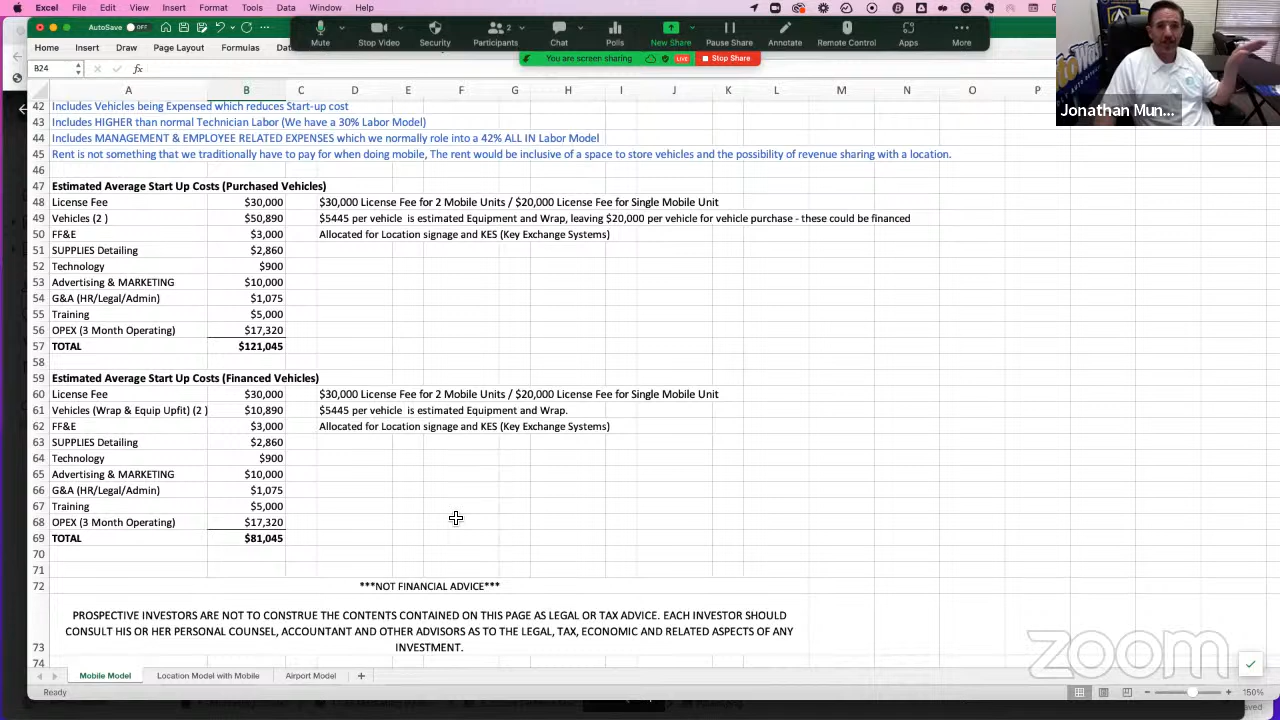 Excel File Edit View Insert Format Tools Data Window Help
AutoSave OFF
Mute Stop Video Security Participants 2 Chat Polls New Share Pause Share Annotate Remote Control Apps More
Home Insert Draw Page Layout Formulas Data
You are screen sharing LIVE Stop Share
B24 fx
A B C D E F G H I J K L M N O P
Jonathan Mun...
42 Includes Vehicles being Expensed which reduces Start-up cost
43 Includes HIGHER than normal Technician Labor (We have a 30% Labor Model)
44 Includes MANAGEMENT & EMPLOYEE RELATED EXPENSES which we normally role into a 42% ALL IN Labor Model
45 Rent is not something that we traditionally have to pay for when doing mobile, The rent would be inclusive of a space to store vehicles and the possibility of revenue sharing with a location.
46
47 Estimated Average Start Up Costs (Purchased Vehicles)
48 License Fee $30,000 $30,000 License Fee for 2 Mobile Units / $20,000 License Fee for Single Mobile Unit
49 Vehicles (2 ) $50,890 $5445 per vehicle is estimated Equipment and Wrap, leaving $20,000 per vehicle for vehicle purchase - these could be financed
50 FF&E $3,000 Allocated for Location signage and KES (Key Exchange Systems)
51 SUPPLIES Detailing $2,860
52 Technology $900
53 Advertising & MARKETING $10,000
54 G&A (HR/Legal/Admin) $1,075
55 Training $5,000
56 OPEX (3 Month Operating) $17,320
57 TOTAL $121,045
58
59 Estimated Average Start Up Costs (Financed Vehicles)
60 License Fee $30,000 $30,000 License Fee for 2 Mobile Units / $20,000 License Fee for Single Mobile Unit
61 Vehicles (Wrap & Equip Upfit) (2 ) $10,890 $5445 per vehicle is estimated Equipment and Wrap.
62 FF&E $3,000 Allocated for Location signage and KES (Key Exchange Systems)
63 SUPPLIES Detailing $2,860
64 Technology $900
65 Advertising & MARKETING $10,000
66 G&A (HR/Legal/Admin) $1,075
67 Training $5,000
68 OPEX (3 Month Operating) $17,320
69 TOTAL $81,045
70
71
72 ***NOT FINANCIAL ADVICE***
PROSPECTIVE INVESTORS ARE NOT TO CONSTRUE THE CONTENTS CONTAINED ON THIS PAGE AS LEGAL OR TAX ADVICE. EACH INVESTOR SHOULD
CONSULT HIS OR HER PERSONAL COUNSEL, ACCOUNTANT AND OTHER ADVISORS AS TO THE LEGAL, TAX, ECONOMIC AND RELATED ASPECTS OF ANY
73 INVESTMENT.
74
zoom
Mobile Model Location Model with Mobile Airport Model
Ready 150%